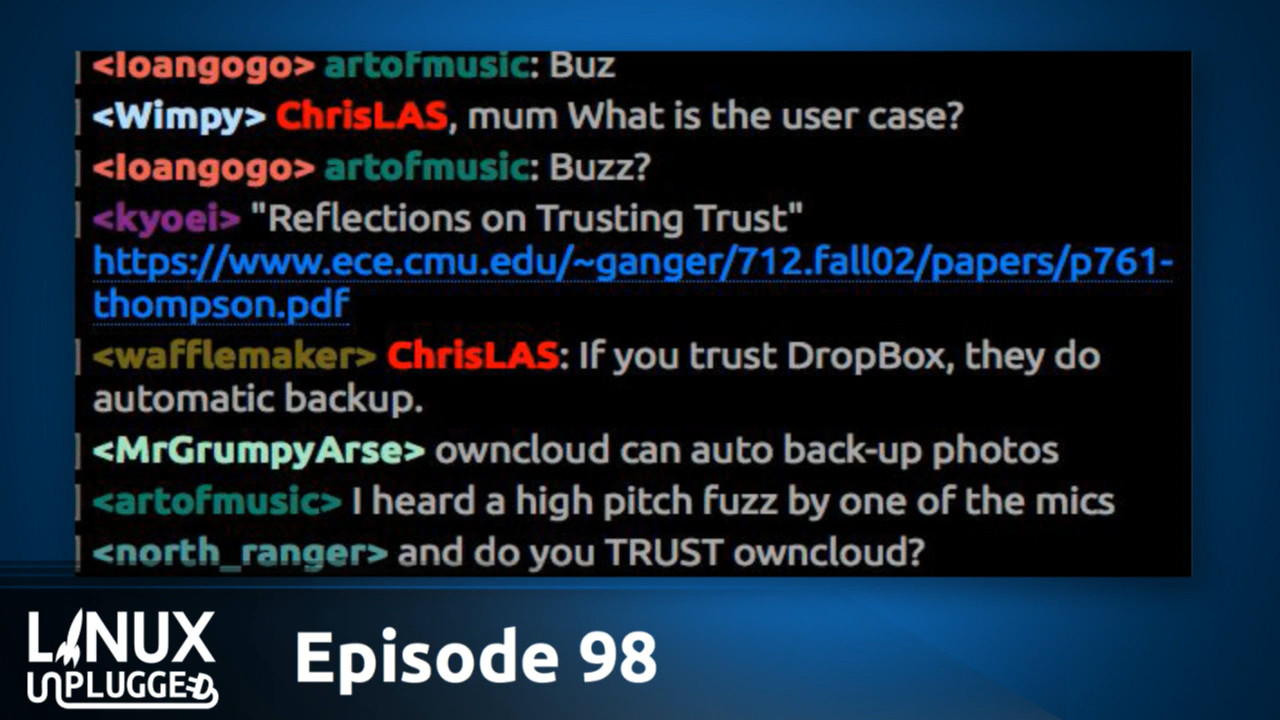 <loangogo> artofmusic: Buz
<Wimpy> ChrisLAS, mum What is the user case?
<loangogo> artofmusic: Buzz?
<kyoei> "Reflections on Trusting Trust"
https://www.ece.cmu.edu/~ganger/712.fall02/papers/p761-
thompson.pdf
<wafflemaker> ChrisLAS: If you trust DropBox, they do
automatic backup.
<MrGrumpyArse> owncloud can auto back-up photos
<artofmusic> I heard a high pitch fuzz by one of the mics
<north_ranger> and do you TRUST owncloud?
LINUX
UNPLUGGED
Episode 98